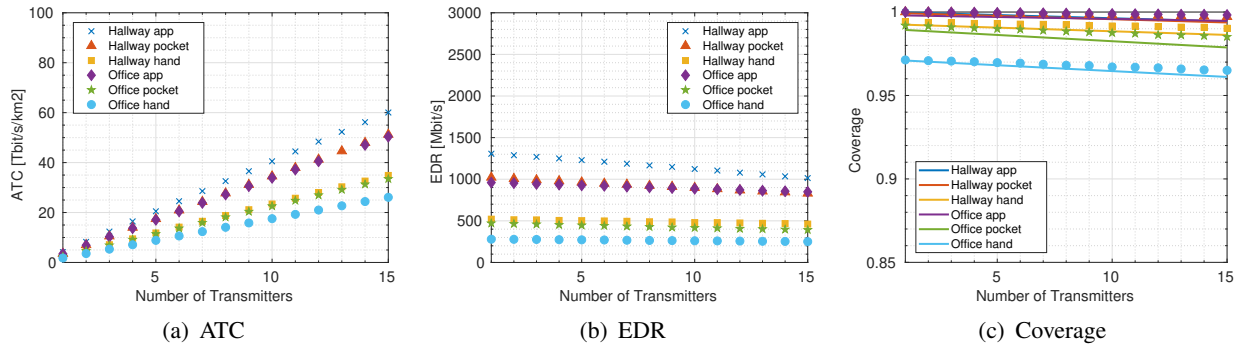 100
80
60
40
20
0
ATC [Tbit/s/km2]
Hallway app
Hallway pocket
Hallway hand
Office app
Office pocket
Office hand
5
10
15
Number of Transmitters
(a) ATC
3000
2500
2000
1500
1000
500
0
EDR [Mbit/s]
Hallway app
Hallway pocket
Hallway hand
Office app
Office pocket
Office hand
5
10
15
Number of Transmitters
(b) EDR
1
0.95
0.9
0.85
Coverage
Hallway app
Hallway pocket
Hallway hand
Office app
Office pocket
Office hand
5
10
15
Number of Transmitters
(c) Coverage